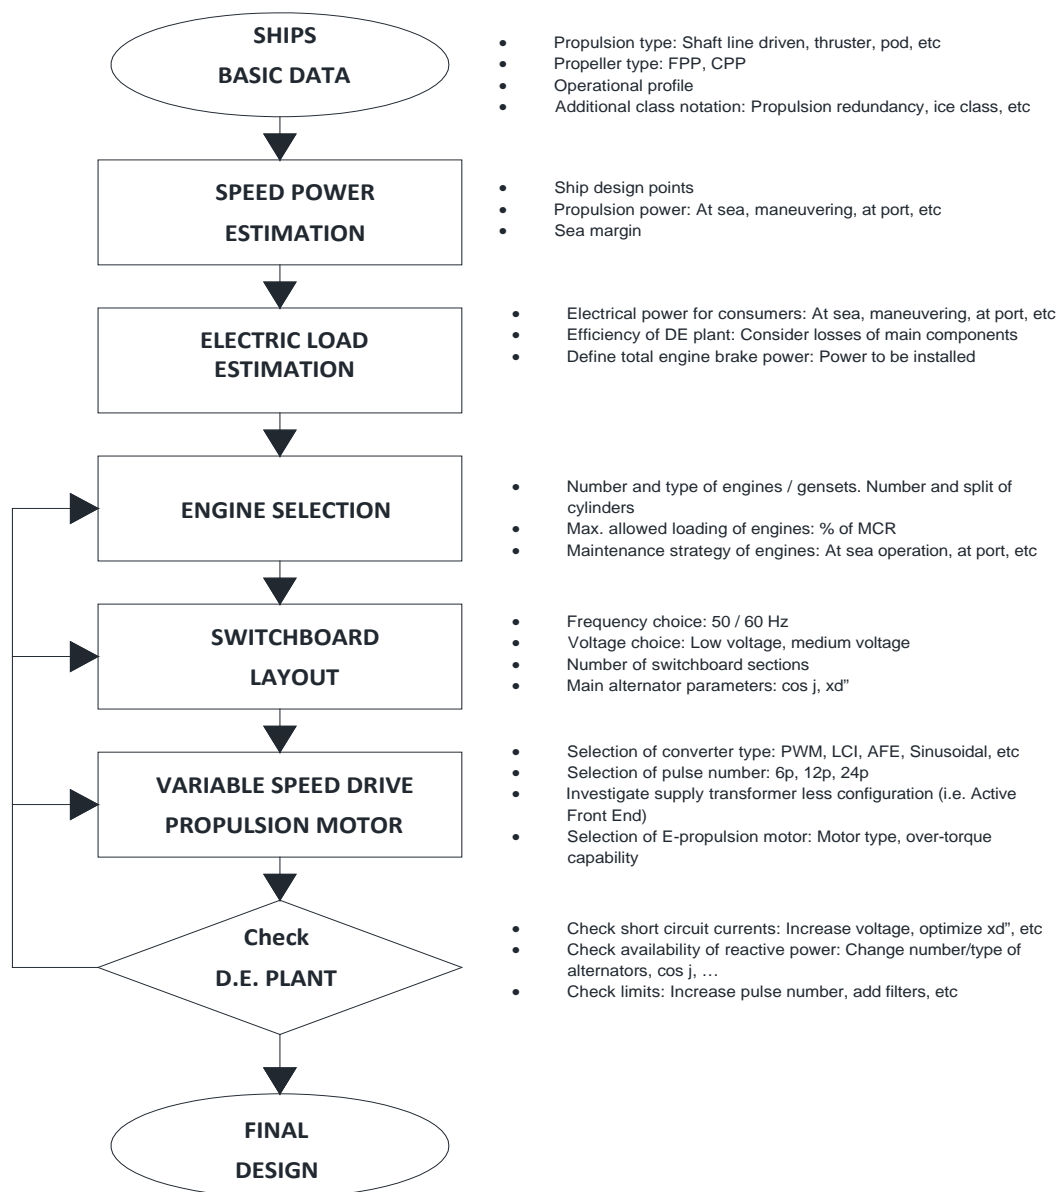 SHIPS
BASIC DATA
• Propulsion type: Shaft line driven, thruster, pod, etc
• Propeller type: FPP, CPP
• Operational profile
• Additional class notation: Propulsion redundancy, ice class, etc
SPEED POWER
ESTIMATION
• Ship design points
• Propulsion power: At sea, maneuvering, at port, etc
• Sea margin
ELECTRIC LOAD
ESTIMATION
• Electrical power for consumers: At sea, maneuvering, at port, etc
• Efficiency of DE plant: Consider losses of main components
• Define total engine brake power: Power to be installed
ENGINE SELECTION
• Number and type of engines / gensets. Number and split of
cylinders
• Max. allowed loading of engines: % of MCR
• Maintenance strategy of engines: At sea operation, at port, etc
SWITCHBOARD
LAYOUT
• Frequency choice: 50 / 60 Hz
• Voltage choice: Low voltage, medium voltage
• Number of switchboard sections
• Main alternator parameters: cos j, xd”
VARIABLE SPEED DRIVE
PROPULSION MOTOR
• Selection of converter type: PWM, LCI, AFE, Sinusoidal, etc
• Selection of pulse number: 6p, 12p, 24p
• Investigate supply transformer less configuration (i.e. Active
Front End)
• Selection of E-propulsion motor: Motor type, over-torque
capability
Check
D.E. PLANT
• Check short circuit currents: Increase voltage, optimize xd”, etc
• Check availability of reactive power: Change number/type of
alternators, cos j, …
• Check limits: Increase pulse number, add filters, etc
FINAL
DESIGN